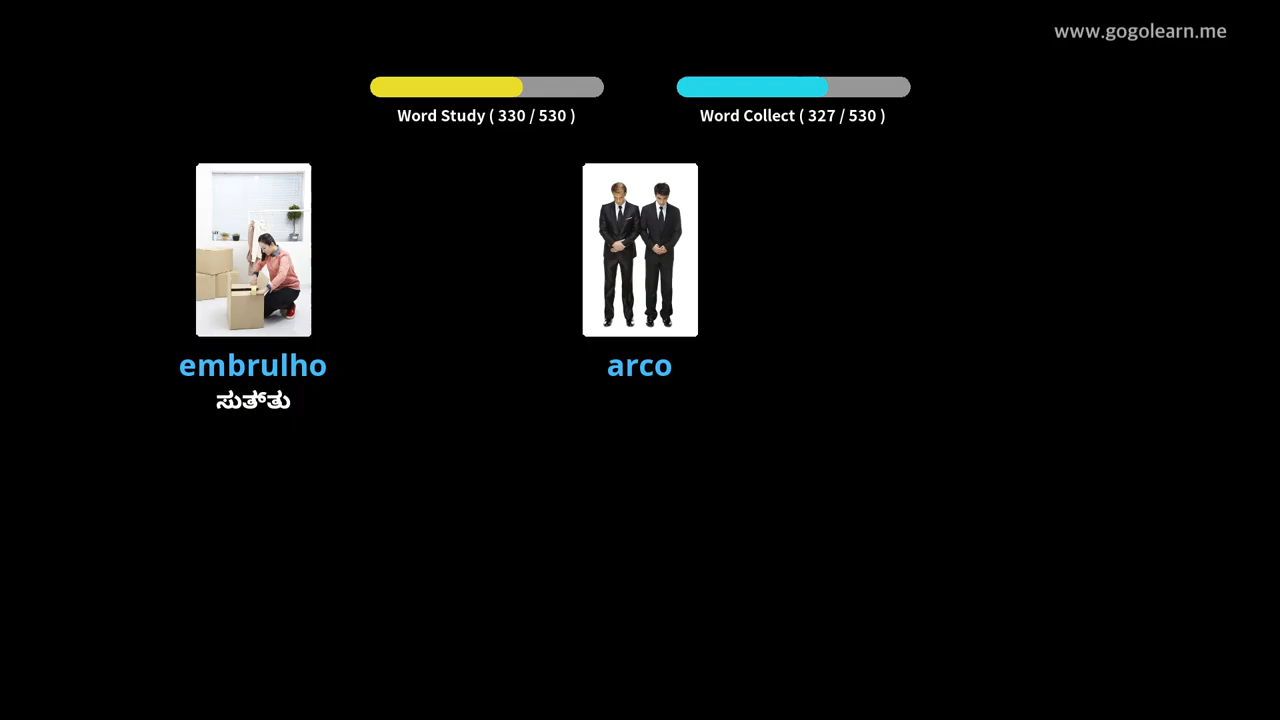 www.gogolearn.me
Word Study ( 330 / 530 )
Word Collect ( 327 / 530 )
embrulho
arco
ಸುತ್ತು